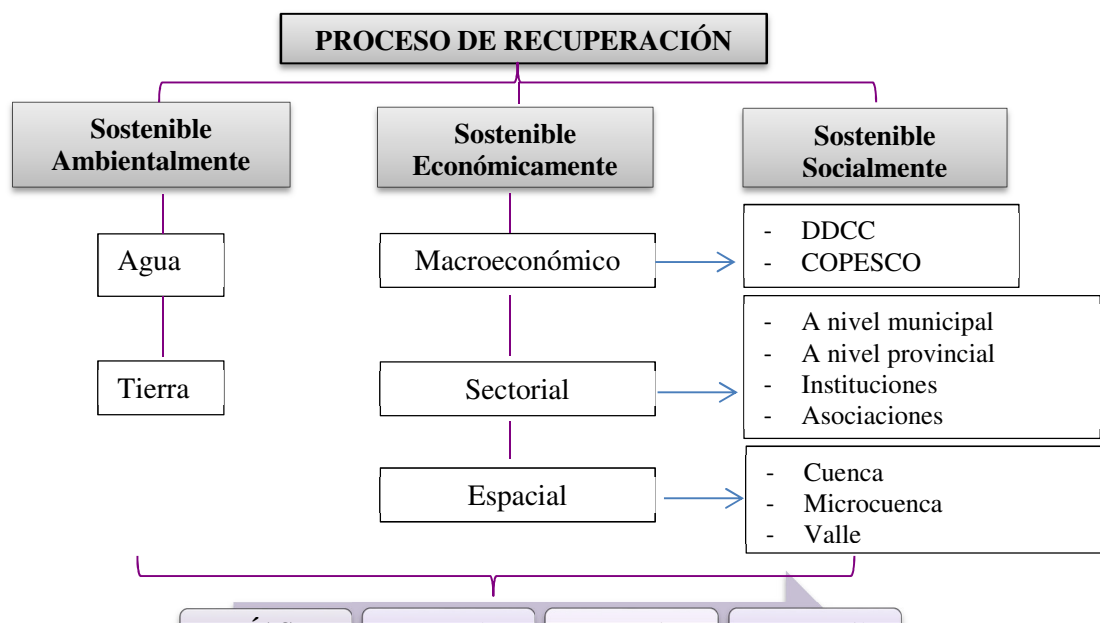 PROCESO DE RECUPERACIÓN
Sostenible
Ambientalmente
Sostenible
Económicamente
Sostenible
Socialmente
Agua
Tierra
Macroeconómico
Sectorial
Espacial
- DDCC
- COPESCO
- A nivel municipal
- A nivel provincial
- Instituciones
- Asociaciones
- Cuenca
- Microcuenca
- Valle